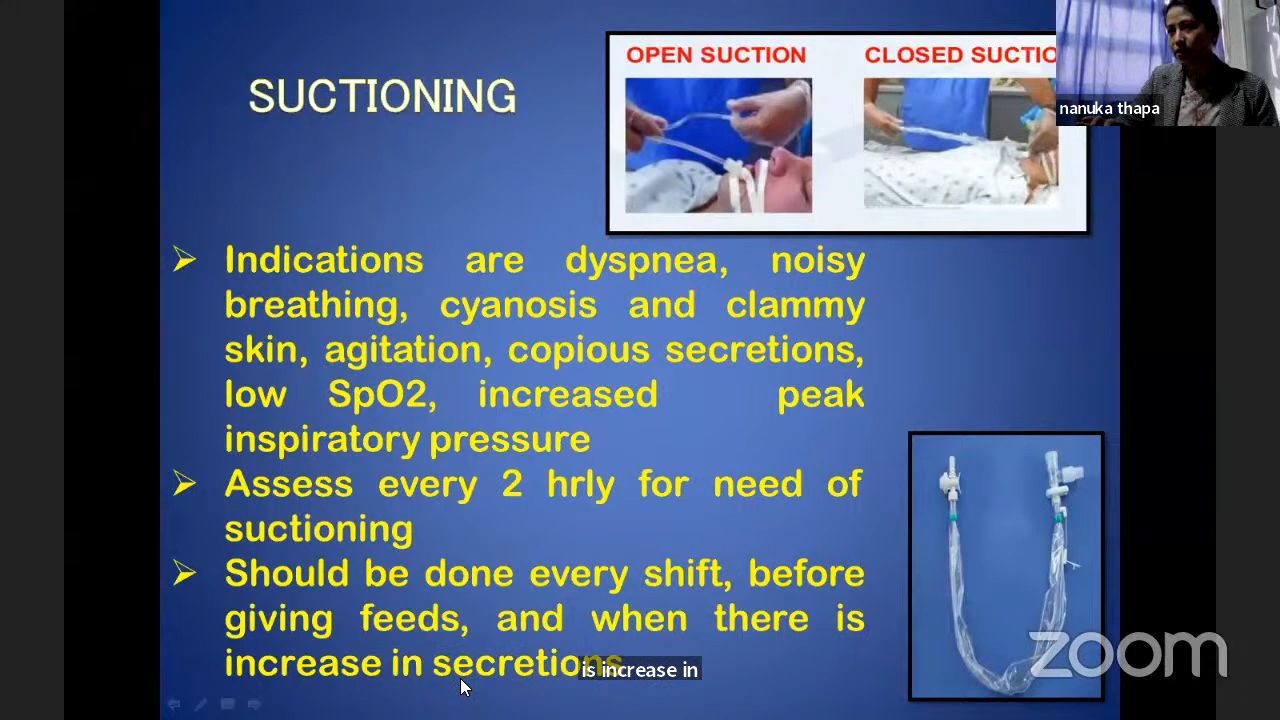 SUCTIONING
OPEN SUCTION
CLOSED SUCTIO
nanuka thapa
Indications are dyspnea, noisy
breathing, cyanosis and clammy
skin, agitation, copious secretions,
low SpO2, increased peak
inspiratory pressure
Assess every 2 hrly for need of
suctioning
Should be done every shift, before
giving feeds, and when there is
increase in secretions
is increase in
zoom